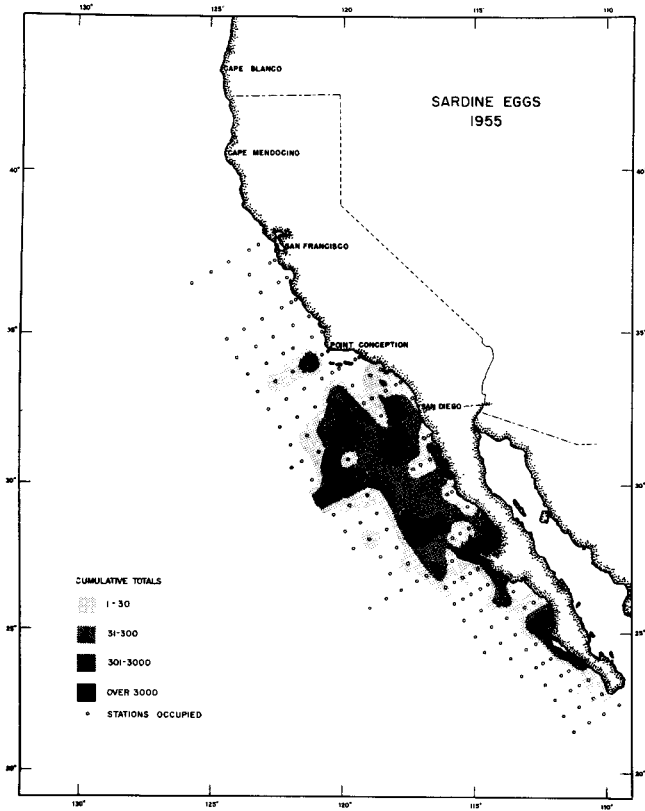 130° 125° 120° 115° 110
CAPE BLANCO
SARDINE EGGS
1955
CAPE MENDOCINO
40° 40
SAN FRANCISCO
35° 35°
POINT CONCEPTION
SAN DIEGO
30° 30
CUMULATIVE TOTALS
1-30
31-300
301-3000
OVER 3000
STATIONS OCCUPIED
25° 25°
20° 20°
130° 125° 120° 115° 110°